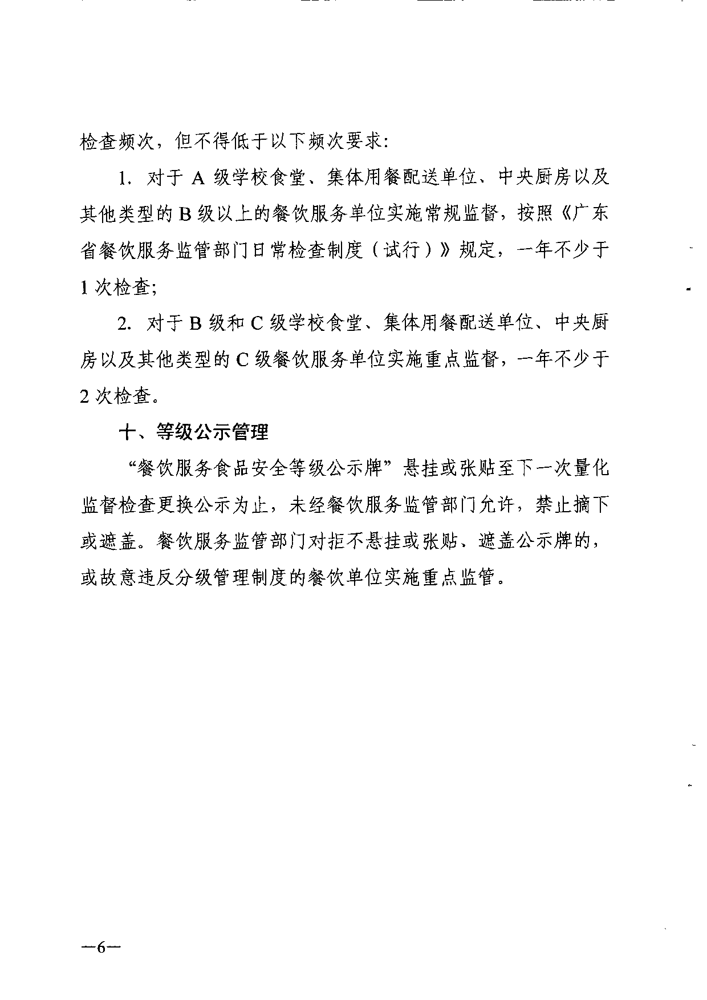 检查频次，但不得低于以下频次要求：
1. 对于 A 级学校食堂、集体用餐配送单位、中央厨房以及
其他类型的 B 级以上的餐饮服务单位实施常规监督，按照《广东
省餐饮服务监管部门日常检查制度（试行）》规定，一年不少于
1 次检查；
2. 对于 B 级和 C 级学校食堂、集体用餐配送单位、中央厨
房以及其他类型的 C 级餐饮服务单位实施重点监督，一年不少于
2 次检查。
十、等级公示管理
“餐饮服务食品安全等级公示牌”悬挂或张贴至下一次量化
监督检查更换公示为止，未经餐饮服务监管部门允许，禁止摘下
或遮盖。餐饮服务监管部门对拒不悬挂或张贴、遮盖公示牌的，
或故意违反分级管理制度的餐饮单位实施重点监管。
—6—